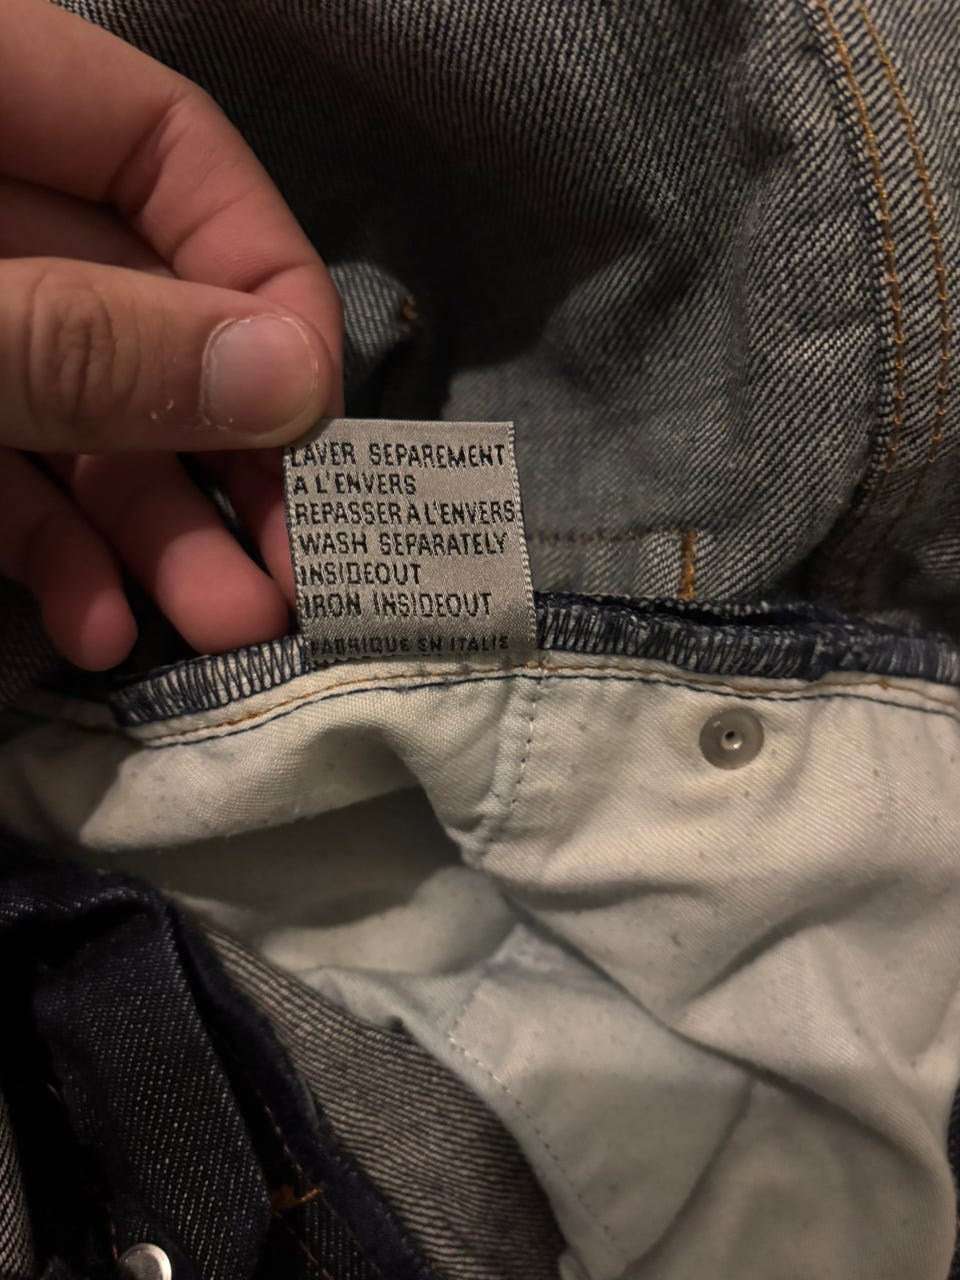 LAVER SEPAREMENT
A L'ENVERS
REPASSER A L'ENVERS
WASH SEPARATELY
INSIDEOUT
IRON INSIDEOUT
FABRIQUE EN ITALIE